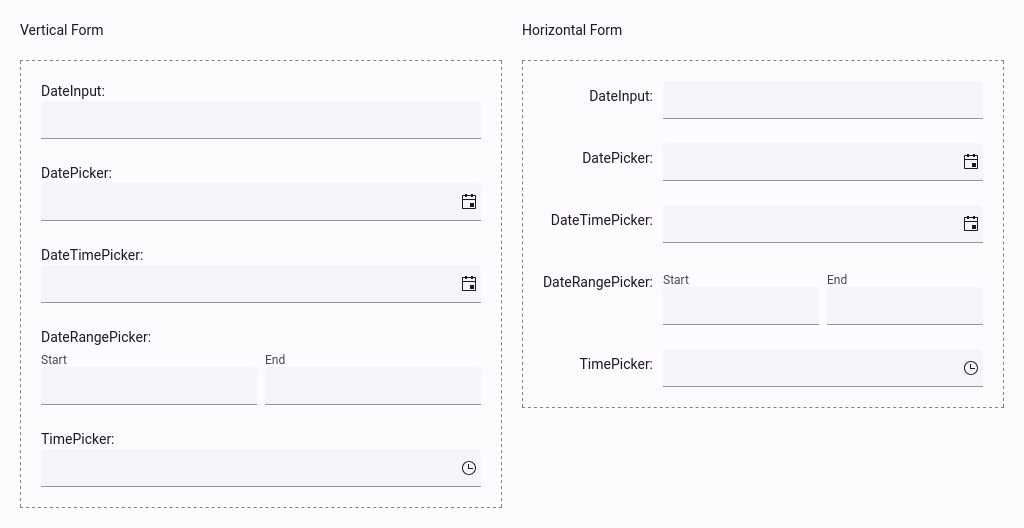 Vertical Form
DateInput:
DatePicker:
DateTimePicker:
DateRangePicker:
Start End
TimePicker:
Horizontal Form
DateInput:
DatePicker:
DateTimePicker:
DateRangePicker: Start End
TimePicker: